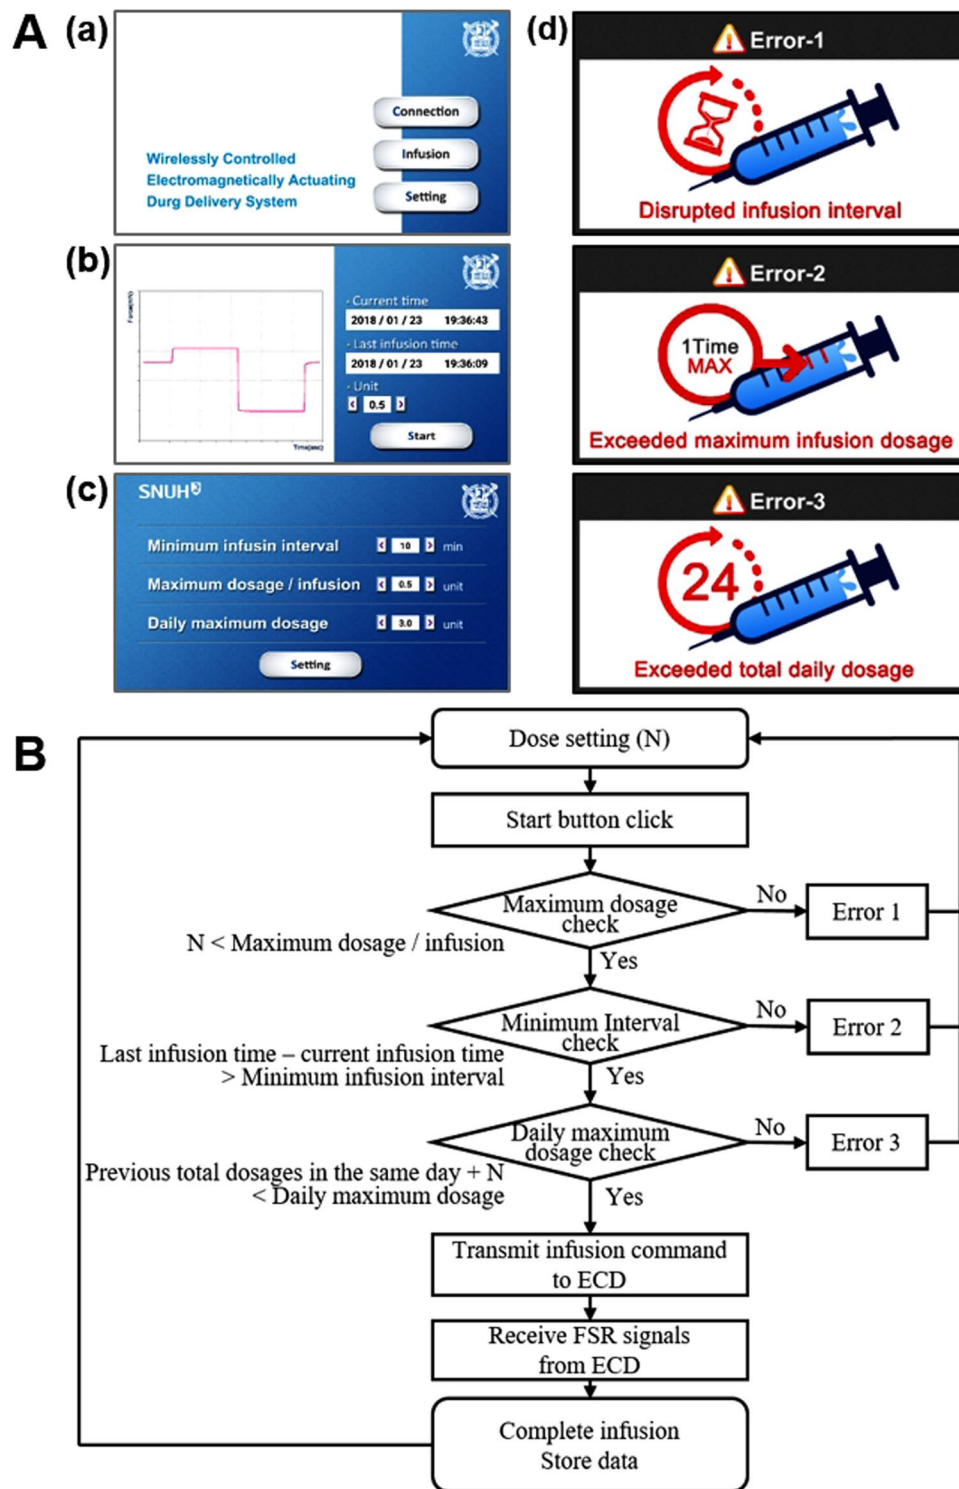 A
(a)
Connection
Infusion
Setting
Wirelessly Controlled
Electromagnetically Actuating
Durg Delivery System
(b)
Force(mN)
Time(sec)
- Current time
2018 / 01 / 23 19:36:43
- Last infusion time
2018 / 01 / 23 19:36:09
- Unit
< 0.5 >
Start
(c)
SNUH
Minimum infusin interval < 10 > min
Maximum dosage / infusion < 0.5 > unit
Daily maximum dosage < 3.0 > unit
Setting
(d)
Error-1
Disrupted infusion interval
Error-2
1Time
MAX
Exceeded maximum infusion dosage
Error-3
24
Exceeded total daily dosage
B
Dose setting (N)
Start button click
Maximum dosage
check
No
Error 1
N < Maximum dosage / infusion
Yes
Minimum Interval
check
No
Error 2
Last infusion time – current infusion time
> Minimum infusion interval
Yes
Daily maximum
dosage check
No
Error 3
Previous total dosages in the same day + N
< Daily maximum dosage
Yes
Transmit infusion command
to ECD
Receive FSR signals
from ECD
Complete infusion
Store data